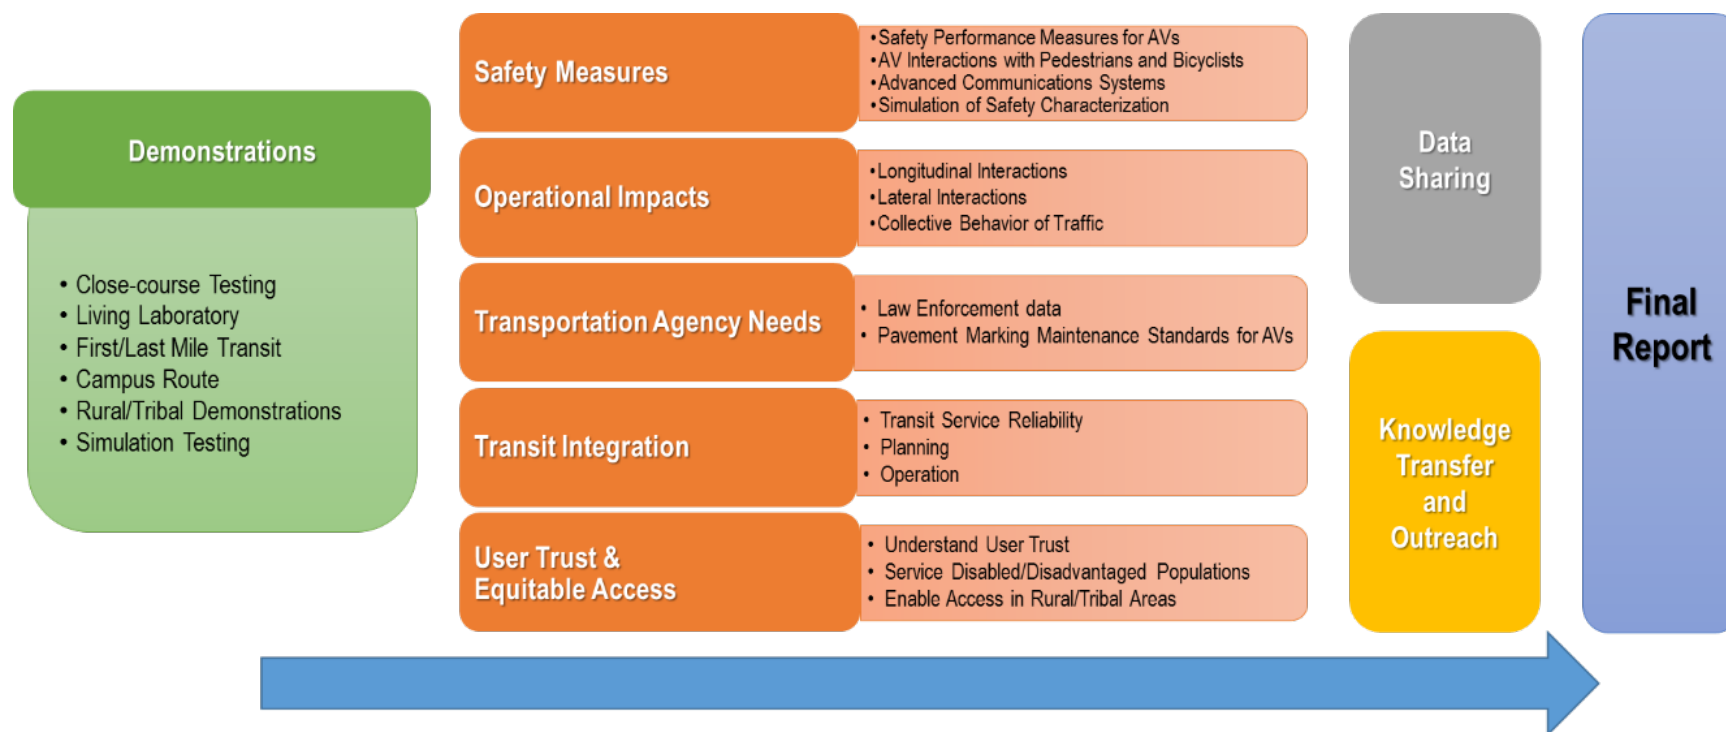 Demonstrations
• Close-course Testing
• Living Laboratory
• First/Last Mile Transit
• Campus Route
• Rural/Tribal Demonstrations
• Simulation Testing
Safety Measures
•Safety Performance Measures for AVs
•AV Interactions with Pedestrians and Bicyclists
•Advanced Communications Systems
•Simulation of Safety Characterization
Operational Impacts
•Longitudinal Interactions
•Lateral Interactions
•Collective Behavior of Traffic
Transportation Agency Needs
• Law Enforcement data
• Pavement Marking Maintenance Standards for AVs
Transit Integration
• Transit Service Reliability
• Planning
• Operation
User Trust &
Equitable Access
• Understand User Trust
• Service Disabled/Disadvantaged Populations
• Enable Access in Rural/Tribal Areas
Data
Sharing
Knowledge
Transfer
and
Outreach
Final
Report